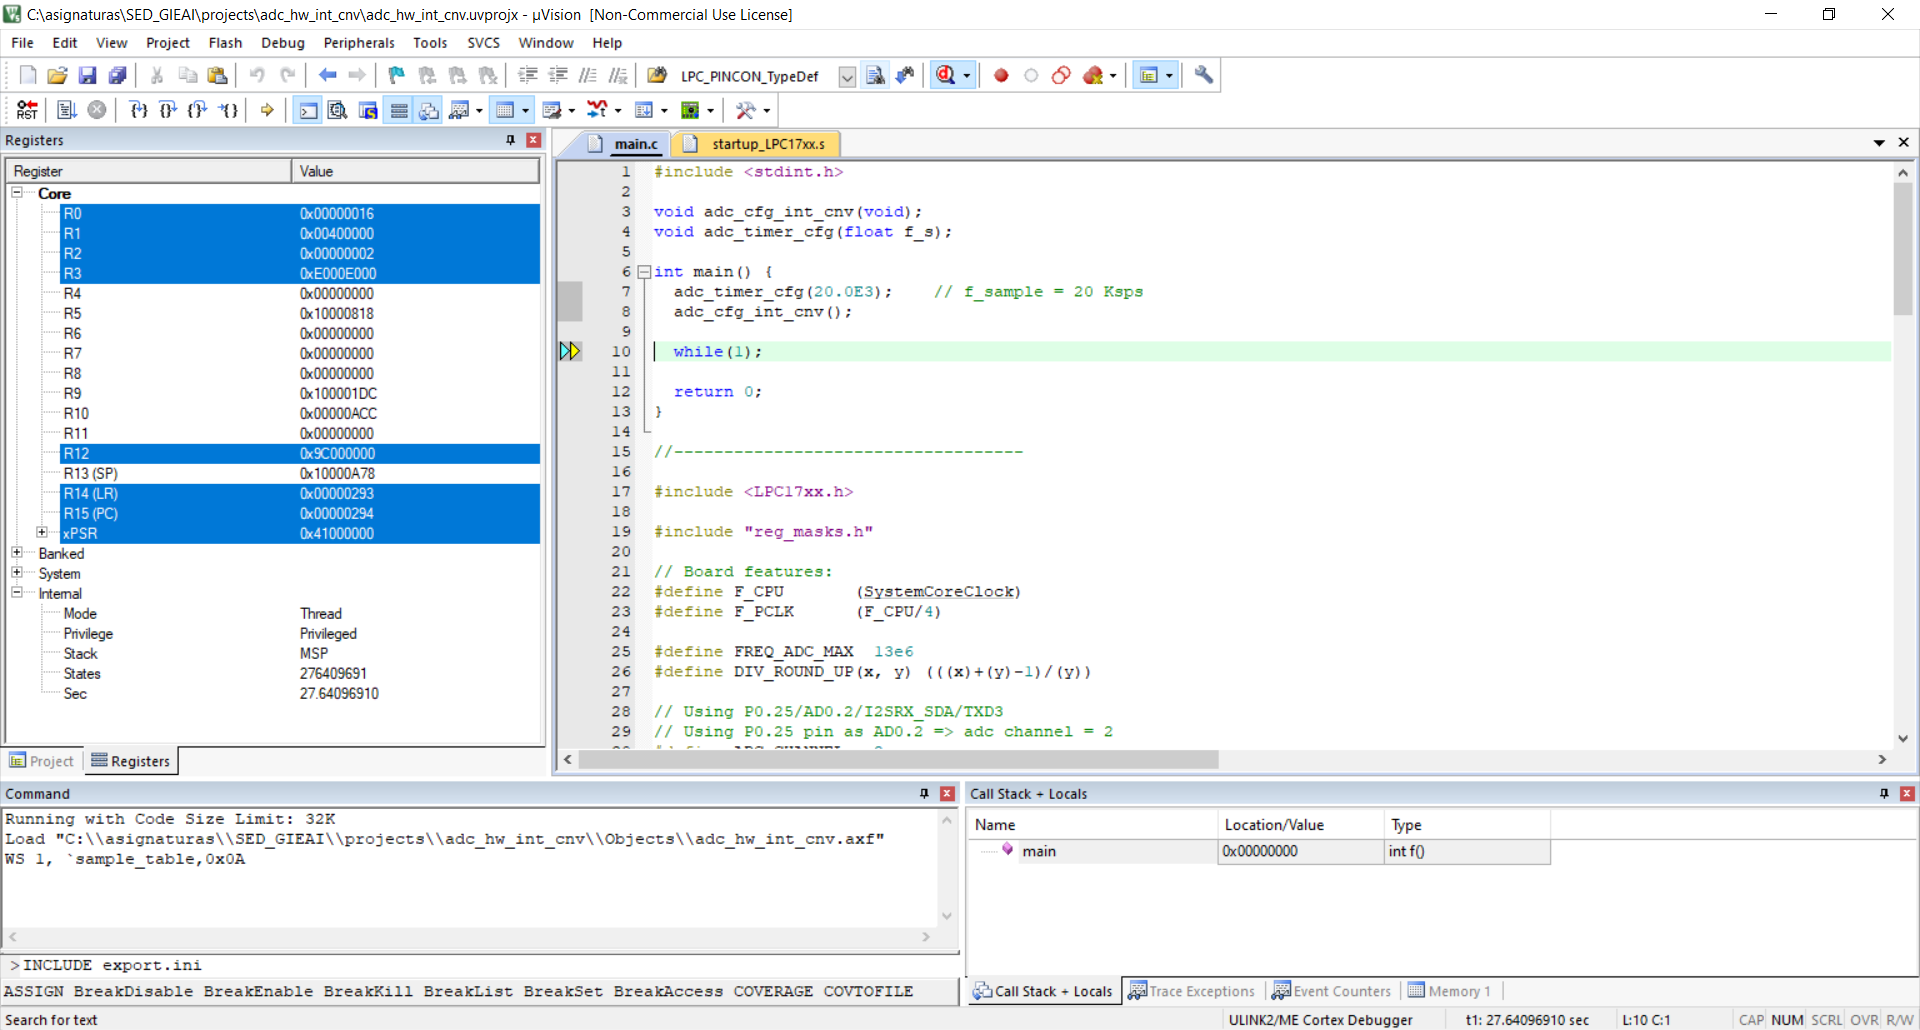 C:\asignaturas\SED_GIEAI\projects\adc_hw_int_cnv\adc_hw_int_cnv.uvprojx - µVision  [Non-Commercial Use License]
File Edit View Project Flash Debug Peripherals Tools SVCS Window Help
LPC_PINCON_TypeDef
RST
Registers
Register Value
Core
R0 0x00000016
R1 0x00400000
R2 0x00000002
R3 0xE000E000
R4 0x00000000
R5 0x10000818
R6 0x00000000
R7 0x00000000
R8 0x00000000
R9 0x100001DC
R10 0x00000ACC
R11 0x00000000
R12 0x9C000000
R13 (SP) 0x10000A78
R14 (LR) 0x00000293
R15 (PC) 0x00000294
xPSR 0x41000000
Banked
System
Internal
Mode Thread
Privilege Privileged
Stack MSP
States 276409691
Sec 27.64096910
Project Registers
main.c startup_LPC17xx.s
1 #include <stdint.h>
2
3 void adc_cfg_int_cnv(void);
4 void adc_timer_cfg(float f_s);
5
6 int main() {
7   adc_timer_cfg(20.0E3);    // f_sample = 20 Ksps
8   adc_cfg_int_cnv();
9
10   while(1);
11
12   return 0;
13 }
14
15 //-----------------------------------
16
17 #include <LPC17xx.h>
18
19 #include "reg_masks.h"
20
21 // Board features:
22 #define F_CPU       (SystemCoreClock)
23 #define F_PCLK      (F_CPU/4)
24
25 #define FREQ_ADC_MAX  13e6
26 #define DIV_ROUND_UP(x, y) (((x)+(y)-1)/(y))
27
28 // Using P0.25/AD0.2/I2SRX_SDA/TXD3
29 // Using P0.25 pin as AD0.2 => adc channel = 2
Command
Running with Code Size Limit: 32K
Load "C:\\asignaturas\\SED_GIEAI\\projects\\adc_hw_int_cnv\\Objects\\adc_hw_int_cnv.axf"
WS 1, `sample_table,0x0A
>INCLUDE export.ini
ASSIGN BreakDisable BreakEnable BreakKill BreakList BreakSet BreakAccess COVERAGE COVTOFILE
Call Stack + Locals
Name Location/Value Type
main 0x00000000 int f()
Call Stack + Locals Trace Exceptions Event Counters Memory 1
Search for text ULINK2/ME Cortex Debugger t1: 27.64096910 sec L:10 C:1 CAP NUM SCRL OVR R/W